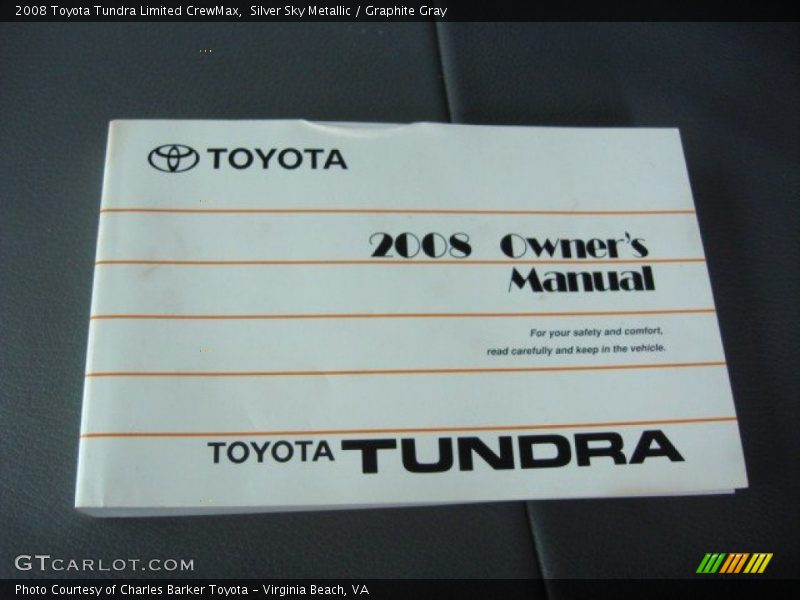 2008 Toyota Tundra Limited CrewMax,  Silver Sky Metallic / Graphite Gray
TOYOTA
2008 Owner's
Manual
For your safety and comfort,
read carefully and keep in the vehicle.
TOYOTA TUNDRA
GTCARLOT.COM
Photo Courtesy of Charles Barker Toyota - Virginia Beach, VA